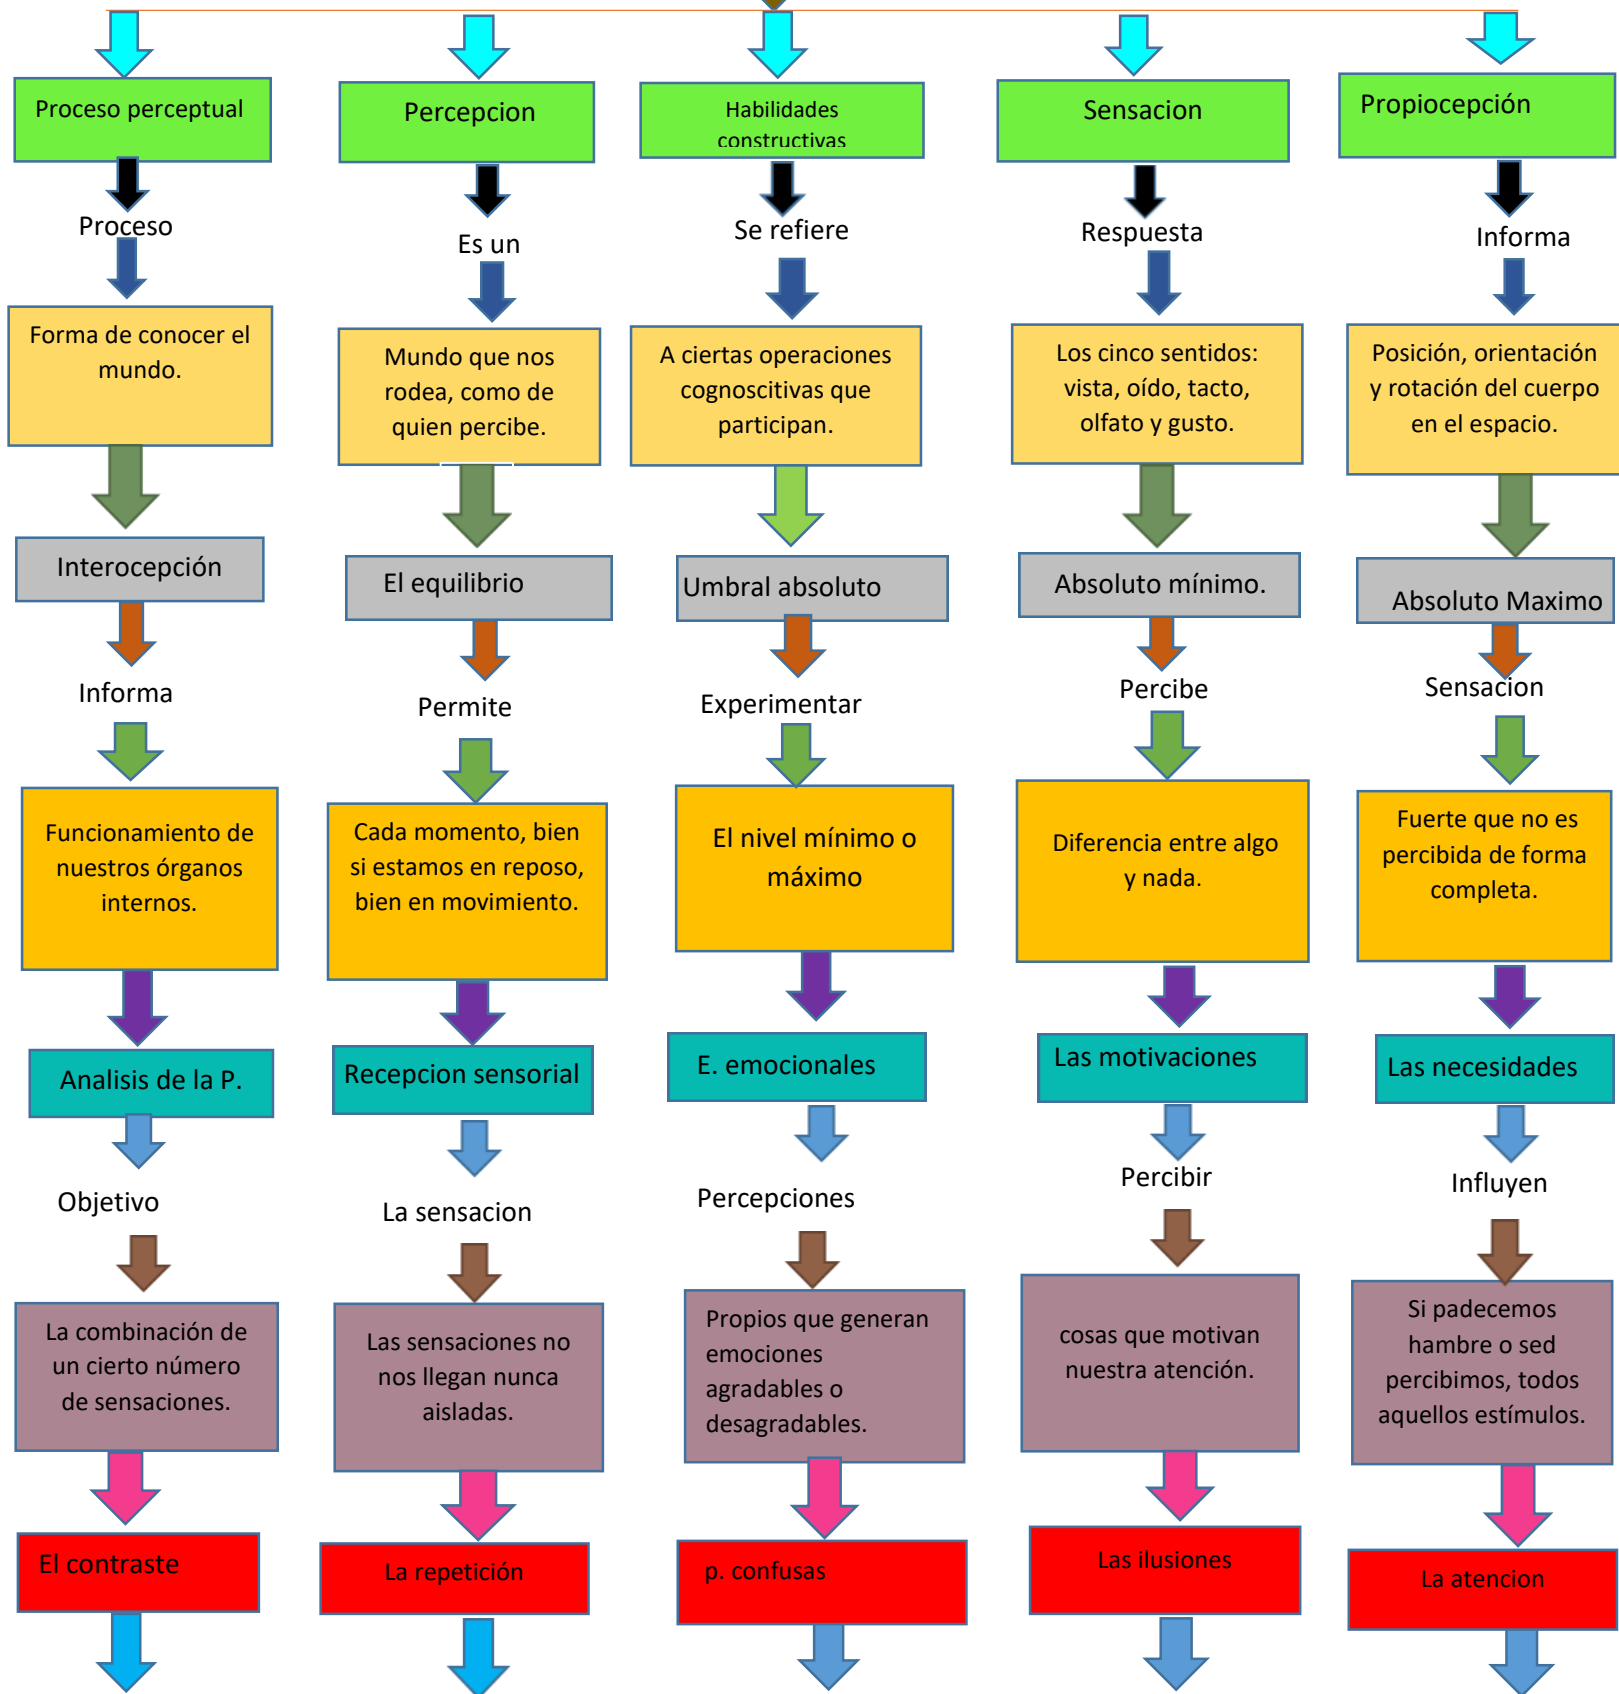 Proceso perceptual
Percepcion
Habilidades
constructivas
Sensacion
Propiocepción
Proceso
Es un
Se refiere
Respuesta
Informa
Forma de conocer el
mundo.
Mundo que nos
rodea, como de
quien percibe.
A ciertas operaciones
cognoscitivas que
participan.
Los cinco sentidos:
vista, oído, tacto,
olfato y gusto.
Posición, orientación
y rotación del cuerpo
en el espacio.
Interocepción
El equilibrio
Umbral absoluto
Absoluto mínimo.
Absoluto Maximo
Informa
Permite
Experimentar
Percibe
Sensacion
Funcionamiento de
nuestros órganos
internos.
Cada momento, bien
si estamos en reposo,
bien en movimiento.
El nivel mínimo o
máximo
Diferencia entre algo
y nada.
Fuerte que no es
percibida de forma
completa.
Analisis de la P.
Recepcion sensorial
E. emocionales
Las motivaciones
Las necesidades
Objetivo
La sensacion
Percepciones
Percibir
Influyen
La combinación de
un cierto número
de sensaciones.
Las sensaciones no
nos llegan nunca
aisladas.
Propios que generan
emociones
agradables o
desagradables.
cosas que motivan
nuestra atención.
Si padecemos
hambre o sed
percibimos, todos
aquellos estímulos.
El contraste
La repetición
p. confusas
Las ilusiones
La atencion